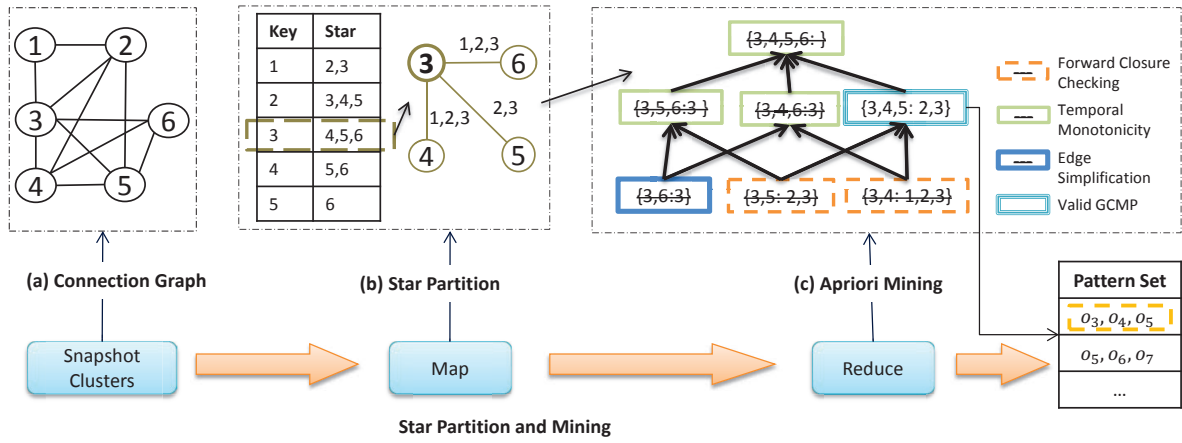 1
2
3
6
4
5
Key Star
1 2,3
2 3,4,5
3 4,5,6
4 5,6
5 6
3
1,2,3
6
1,2,3
2,3
4
5
{3,4,5,6: }
{3,5,6:3 }
{3,4,6:3}
{3,4,5: 2,3}
{3,6:3}
{3,5: 2,3}
{3,4: 1,2,3}
Forward Closure
Checking
Temporal
Monotonicity
Edge
Simplification
Valid GCMP
(a) Connection Graph
(b) Star Partition
(c) Apriori Mining
Snapshot
Clusters
Map
Reduce
Pattern Set
o₃, o₄, o₅
o₅, o₆, o₇
...
Star Partition and Mining